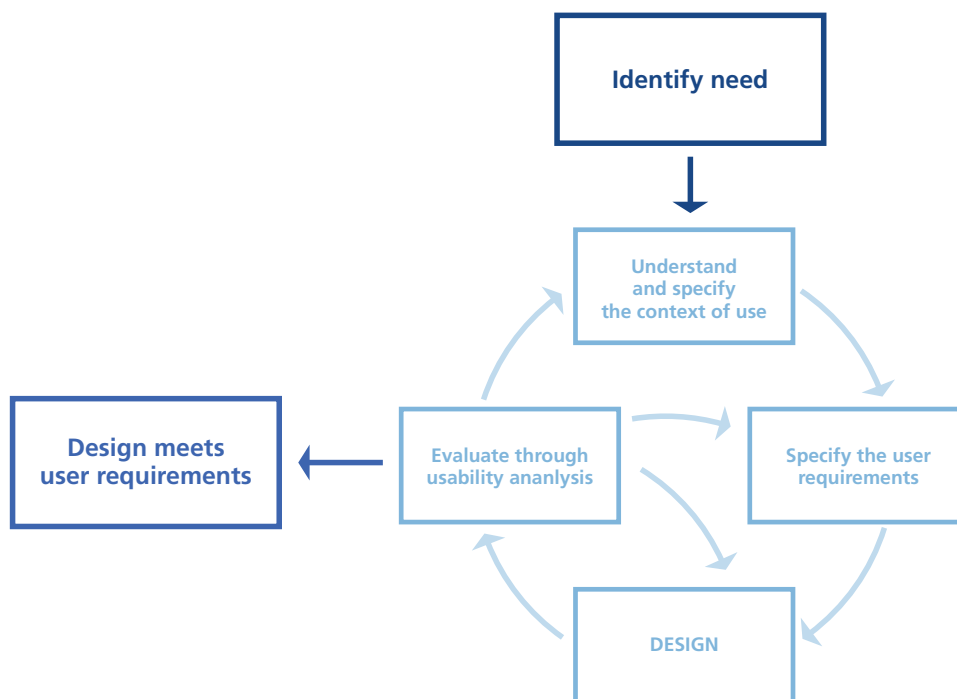 Identify need
Understand
and specify
the context of use
Design meets
user requirements
Evaluate through
usability ananlysis
Specify the user
requirements
DESIGN